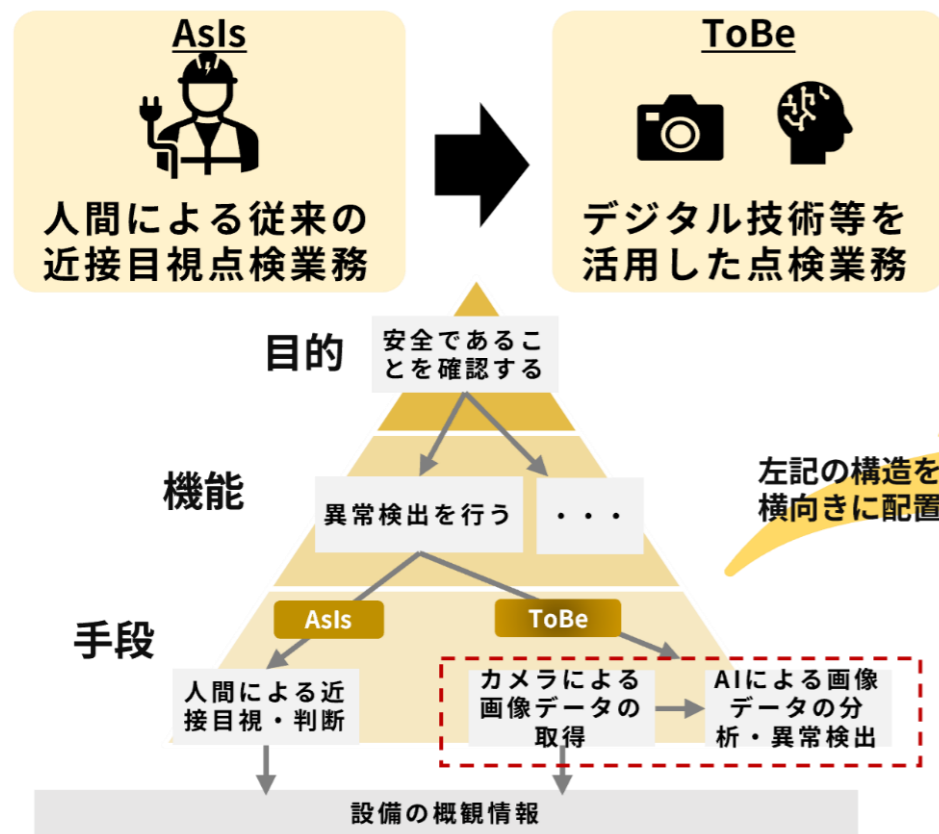 AsIs
人間による従来の
近接目視点検業務
ToBe
デジタル技術等を
活用した点検業務
目的
安全であるこ
とを確認する
機能
異常検出を行う
・・・
左記の構造を
横向きに配置
手段
AsIs
ToBe
人間による近
接目視・判断
カメラによる
画像データの
取得
AIによる画像
データの分
析・異常検出
設備の概観情報